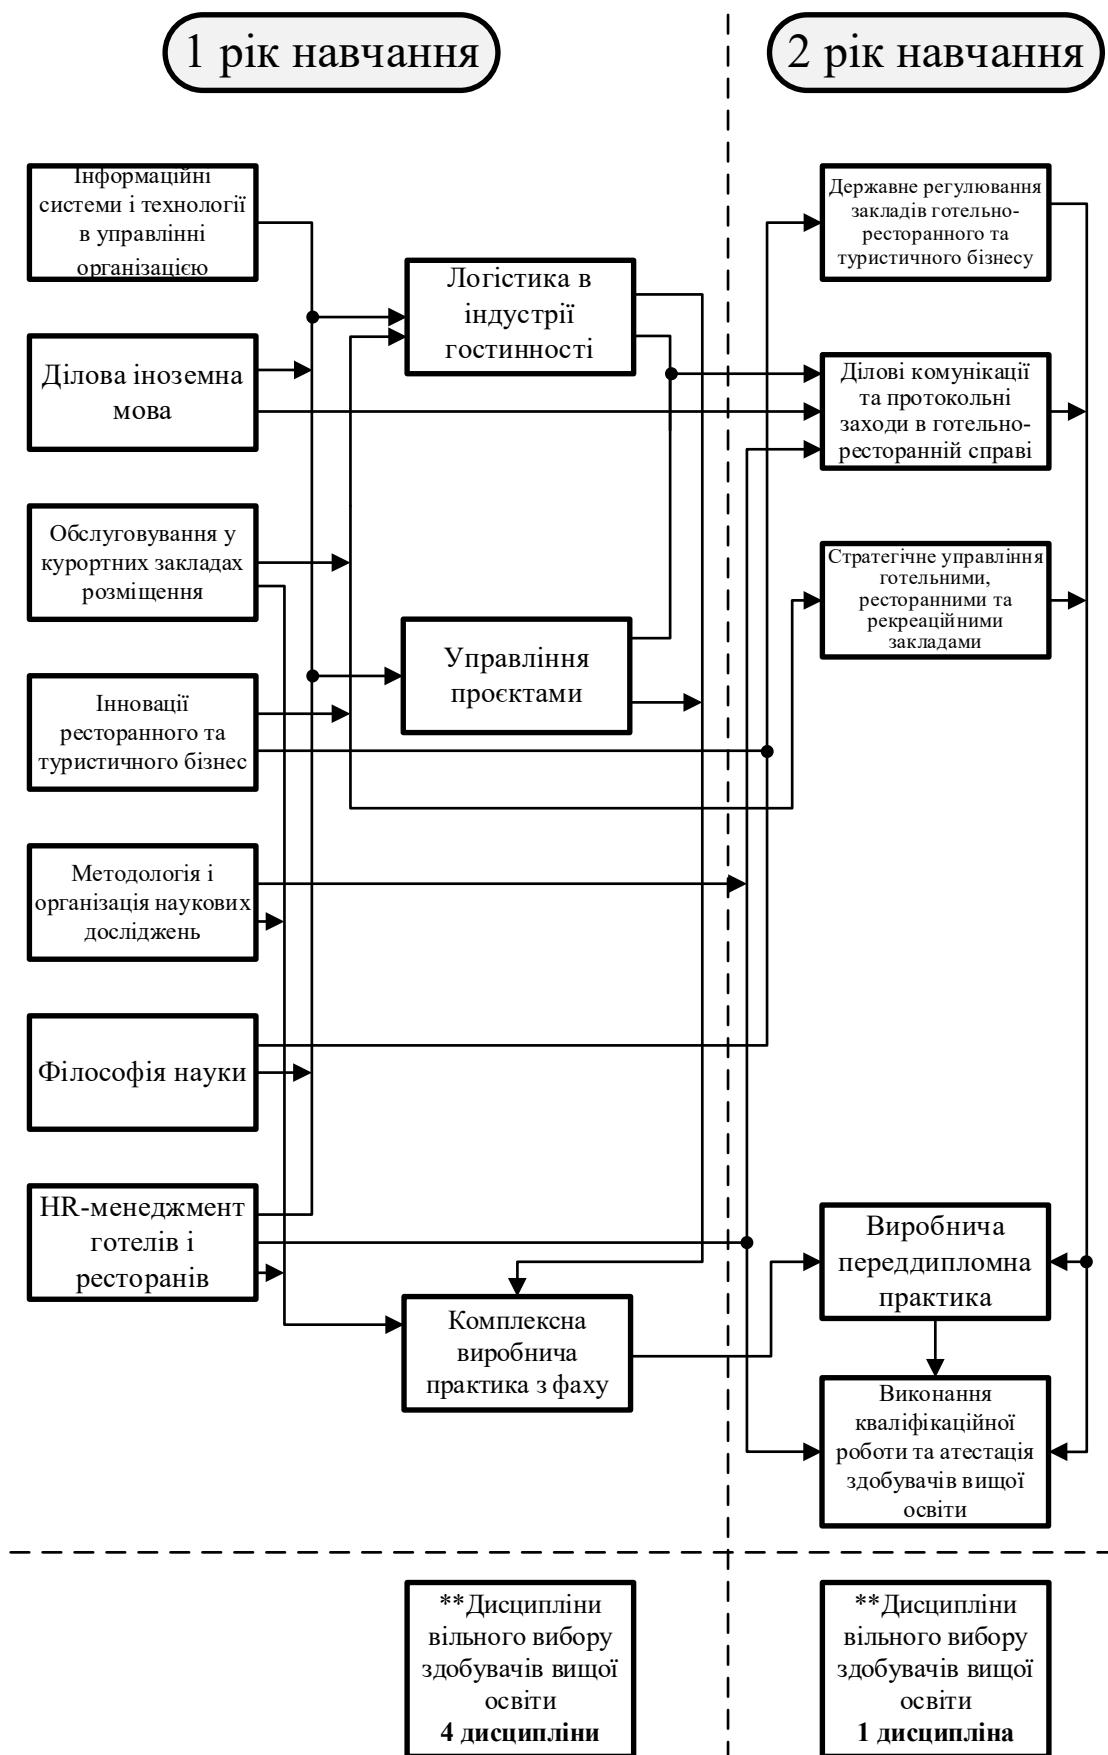 1 рік навчання
2 рік навчання
Інформаційні
системи і технології
в управлінні
організацією
Ділова іноземна
мова
Обслуговування у
курортних закладах
розміщення
Інновації
ресторанного та
туристичного бізнес
Методологія і
організація наукових
досліджень
Філософія науки
HR-менеджмент
готелів і
ресторанів
Логістика в
індустрії
гостинності
Управління
проєктами
Комплексна
виробнича
практика з фаху
Державне регулювання
закладів готельно-
ресторанного та
туристичного бізнесу
Ділові комунікації
та протокольні
заходи в готельно-
ресторанній справі
Стратегічне управління
готельними,
ресторанними та
рекреаційними
закладами
Виробнича
переддипломна
практика
Виконання
кваліфікаційної
роботи та атестація
здобувачів вищої
освіти
**Дисципліни
вільного вибору
здобувачів вищої
освіти
4 дисципліни
**Дисципліни
вільного вибору
здобувачів вищої
освіти
1 дисципліна